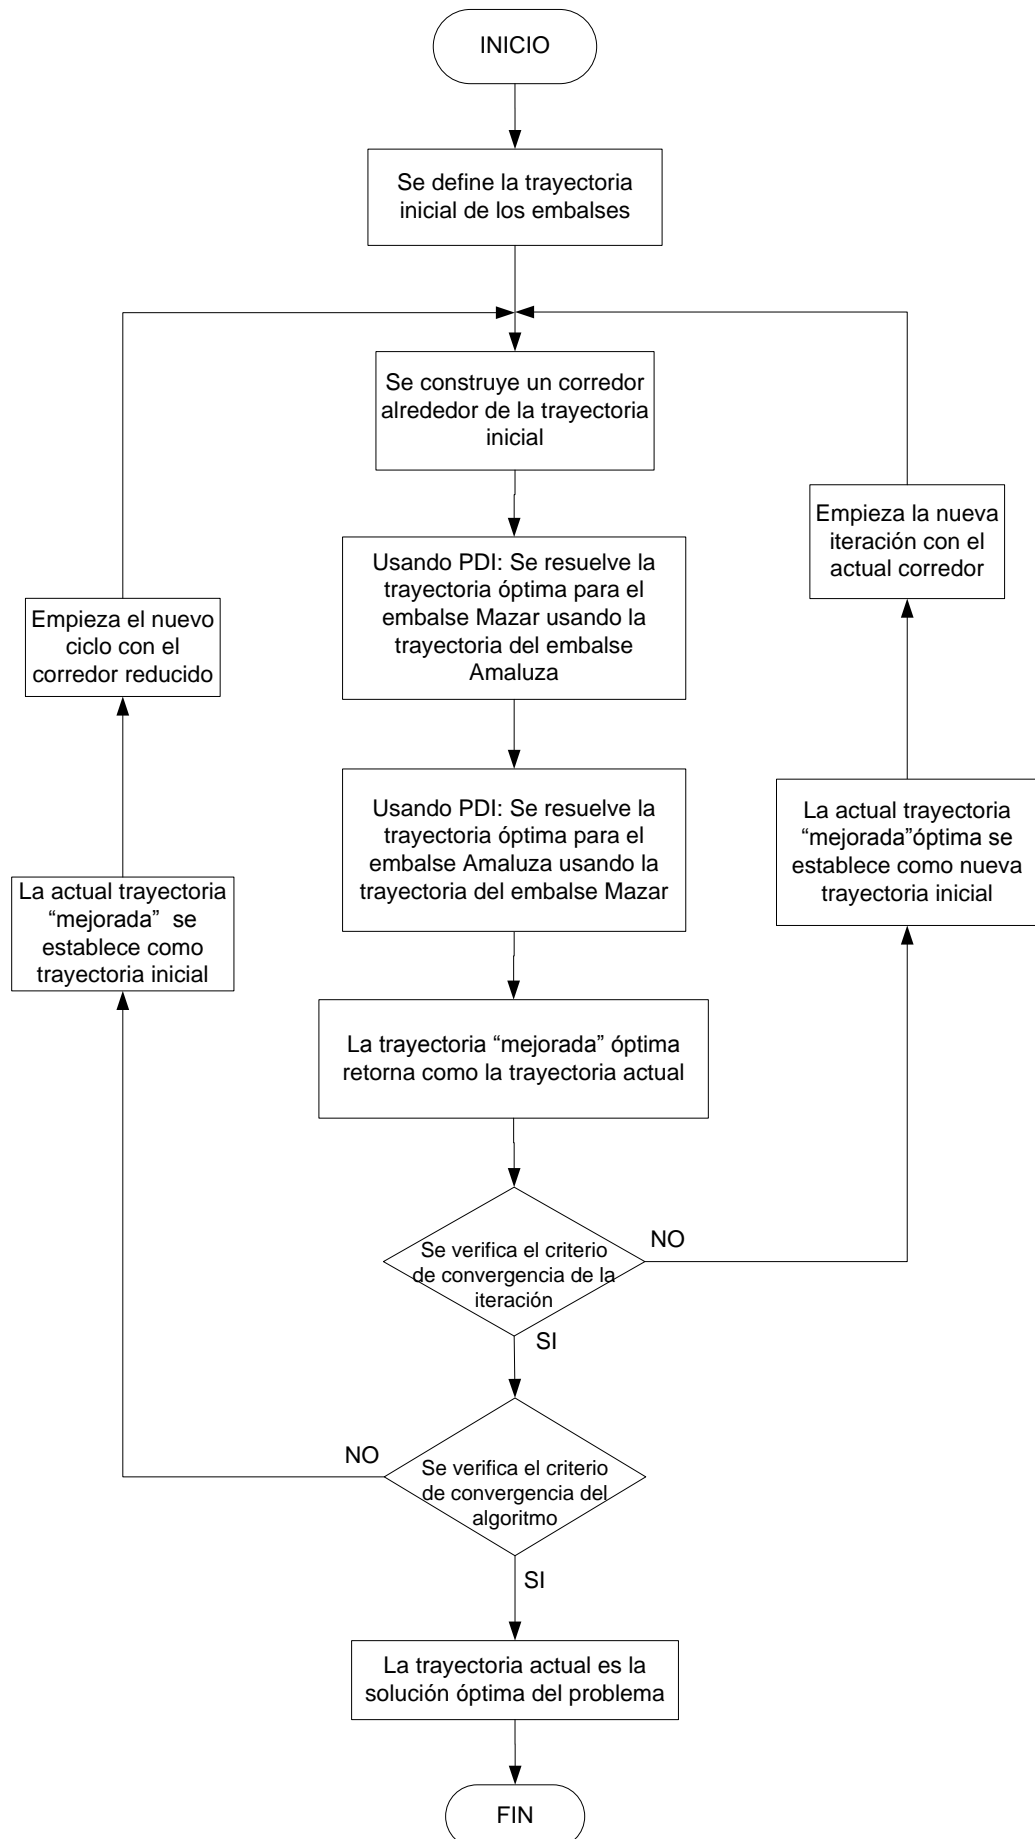 INICIO
Se define la trayectoria
inicial de los embalses
Se construye un corredor
alrededor de la trayectoria
inicial
Empieza la nueva
iteración con el
actual corredor
Usando PDI: Se resuelve la
trayectoria óptima para el
embalse Mazar usando la
trayectoria del embalse
Amaluza
Empieza el nuevo
ciclo con el
corredor reducido
Usando PDI: Se resuelve la
trayectoria óptima para el
embalse Amaluza usando la
trayectoria del embalse Mazar
La actual trayectoria
“mejorada”óptima se
establece como nueva
trayectoria inicial
La actual trayectoria
“mejorada” se
establece como
trayectoria inicial
La trayectoria “mejorada” óptima
retorna como la trayectoria actual
Se verifica el criterio
de convergencia de la
iteración
NO
SI
NO
Se verifica el criterio
de convergencia del
algoritmo
SI
La trayectoria actual es la
solución óptima del problema
FIN